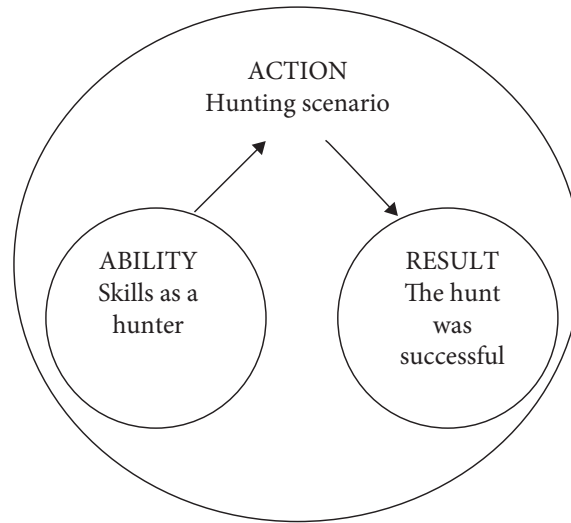 ACTION
Hunting scenario
ABILITY
Skills as a
hunter
RESULT
The hunt
was
successful